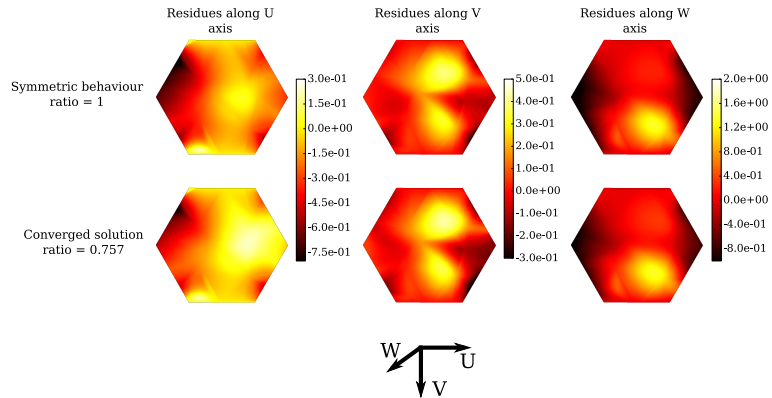 Residues along U
axis
Residues along V
axis
Residues along W
axis
Symmetric behaviour
ratio = 1
3.0e-01
1.5e-01
0.0e+00
-1.5e-01
-3.0e-01
-4.5e-01
-6.0e-01
-7.5e-01
5.0e-01
4.0e-01
3.0e-01
2.0e-01
1.0e-01
0.0e+00
-1.0e-01
-2.0e-01
-3.0e-01
2.0e+00
1.6e+00
1.2e+00
8.0e-01
4.0e-01
0.0e+00
-4.0e-01
-8.0e-01
Converged solution
ratio = 0.757
W
U
V